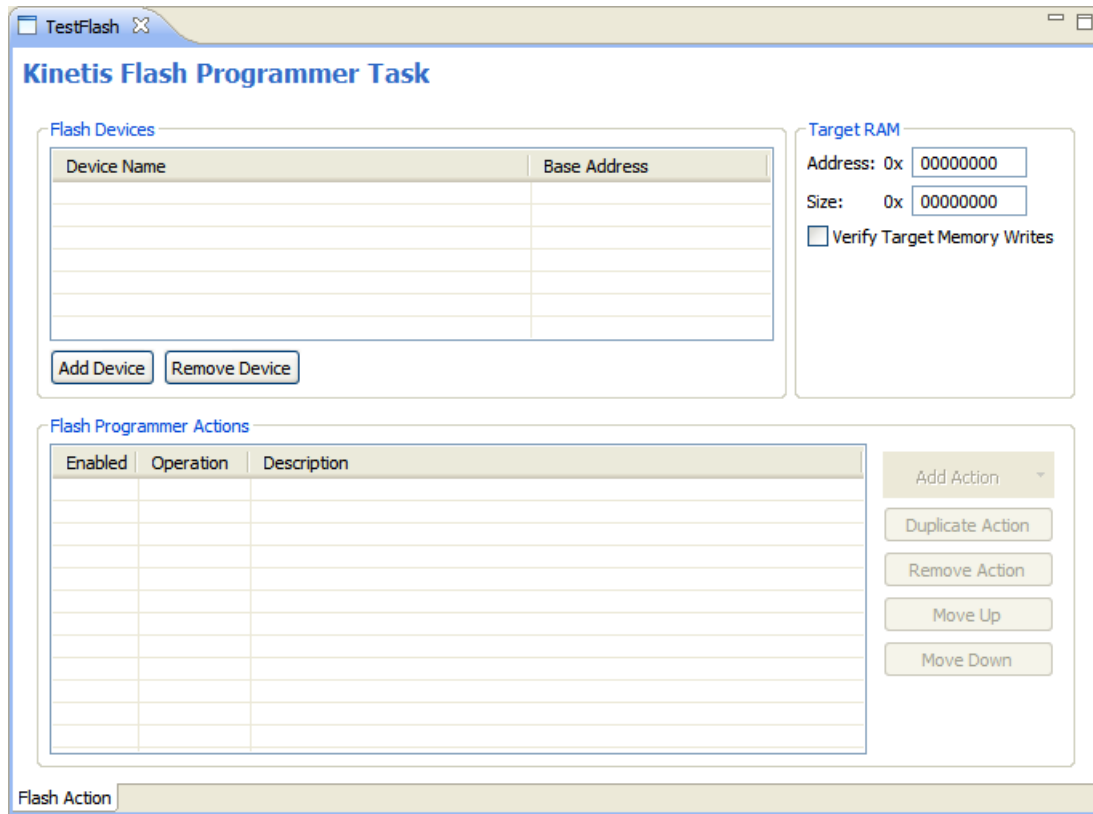 TestFlash
Kinetis Flash Programmer Task
Flash Devices
Device Name Base Address
Add Device Remove Device
Target RAM
Address: 0x 00000000
Size: 0x 00000000
Verify Target Memory Writes
Flash Programmer Actions
Enabled Operation Description
Add Action
Duplicate Action
Remove Action
Move Up
Move Down
Flash Action